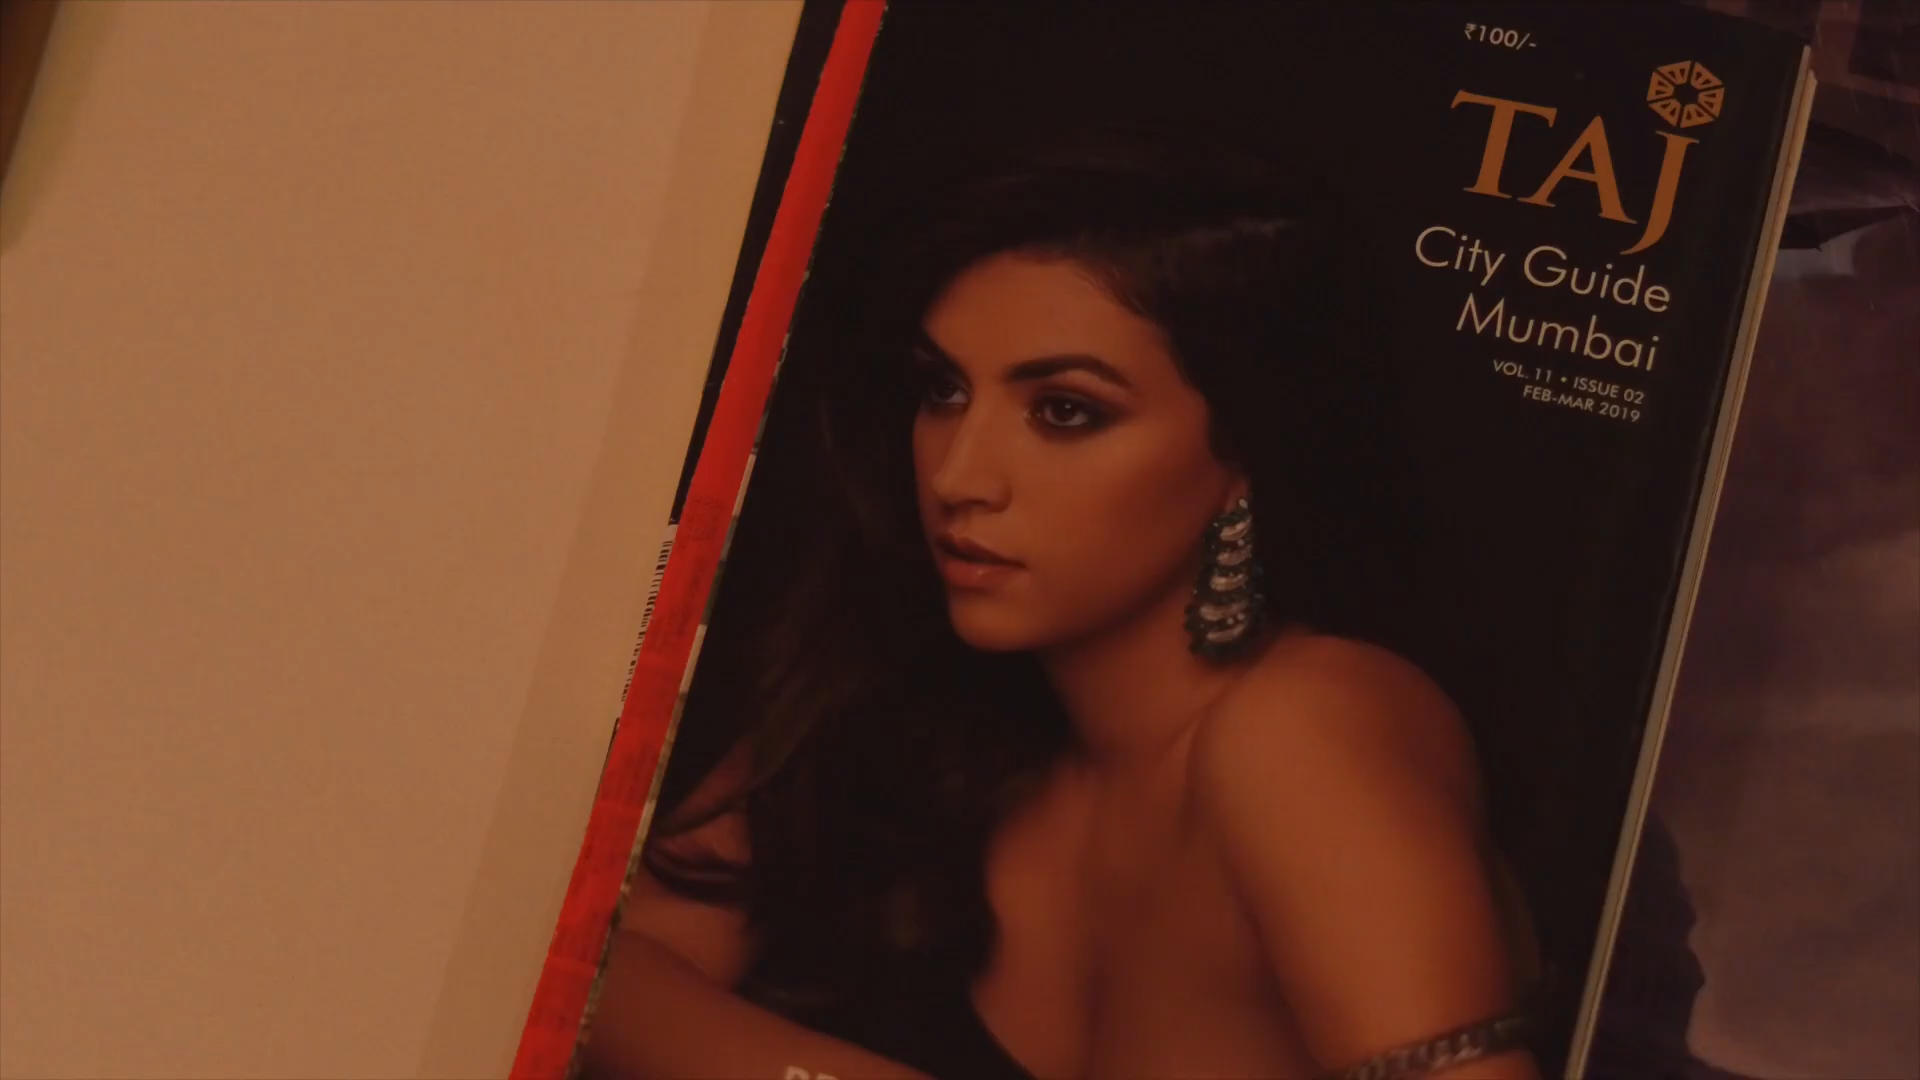 ₹100/-
TAJ
City Guide
Mumbai
VOL. 11 • ISSUE 02
FEB-MAR 2019